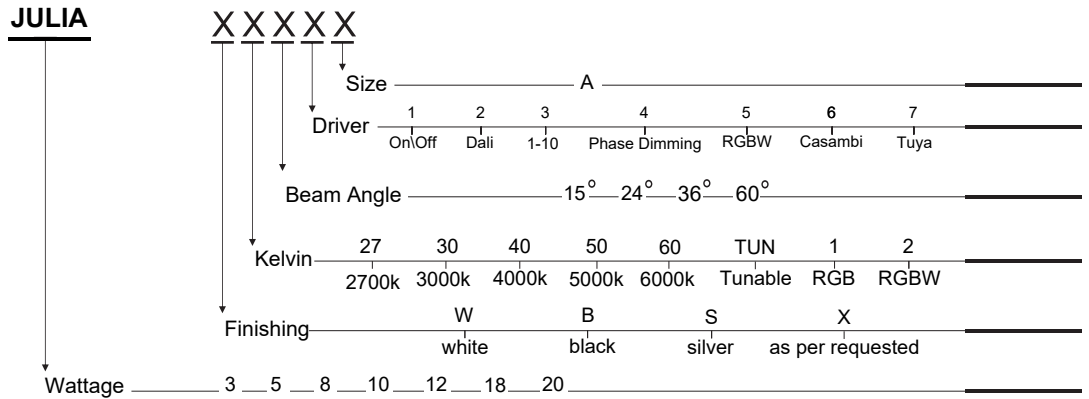 JULIA X X X X X
Size A
Driver 1 2 3 4 5 6 7
On\Off Dali 1-10 Phase Dimming RGBW Casambi Tuya
Beam Angle 15° 24° 36° 60°
27 30 40 50 60 TUN 1 2
Kelvin
2700k 3000k 4000k 5000k 6000k Tunable RGB RGBW
W B S X
Finishing
white black silver as per requested
Wattage 3 5 8 10 12 18 20